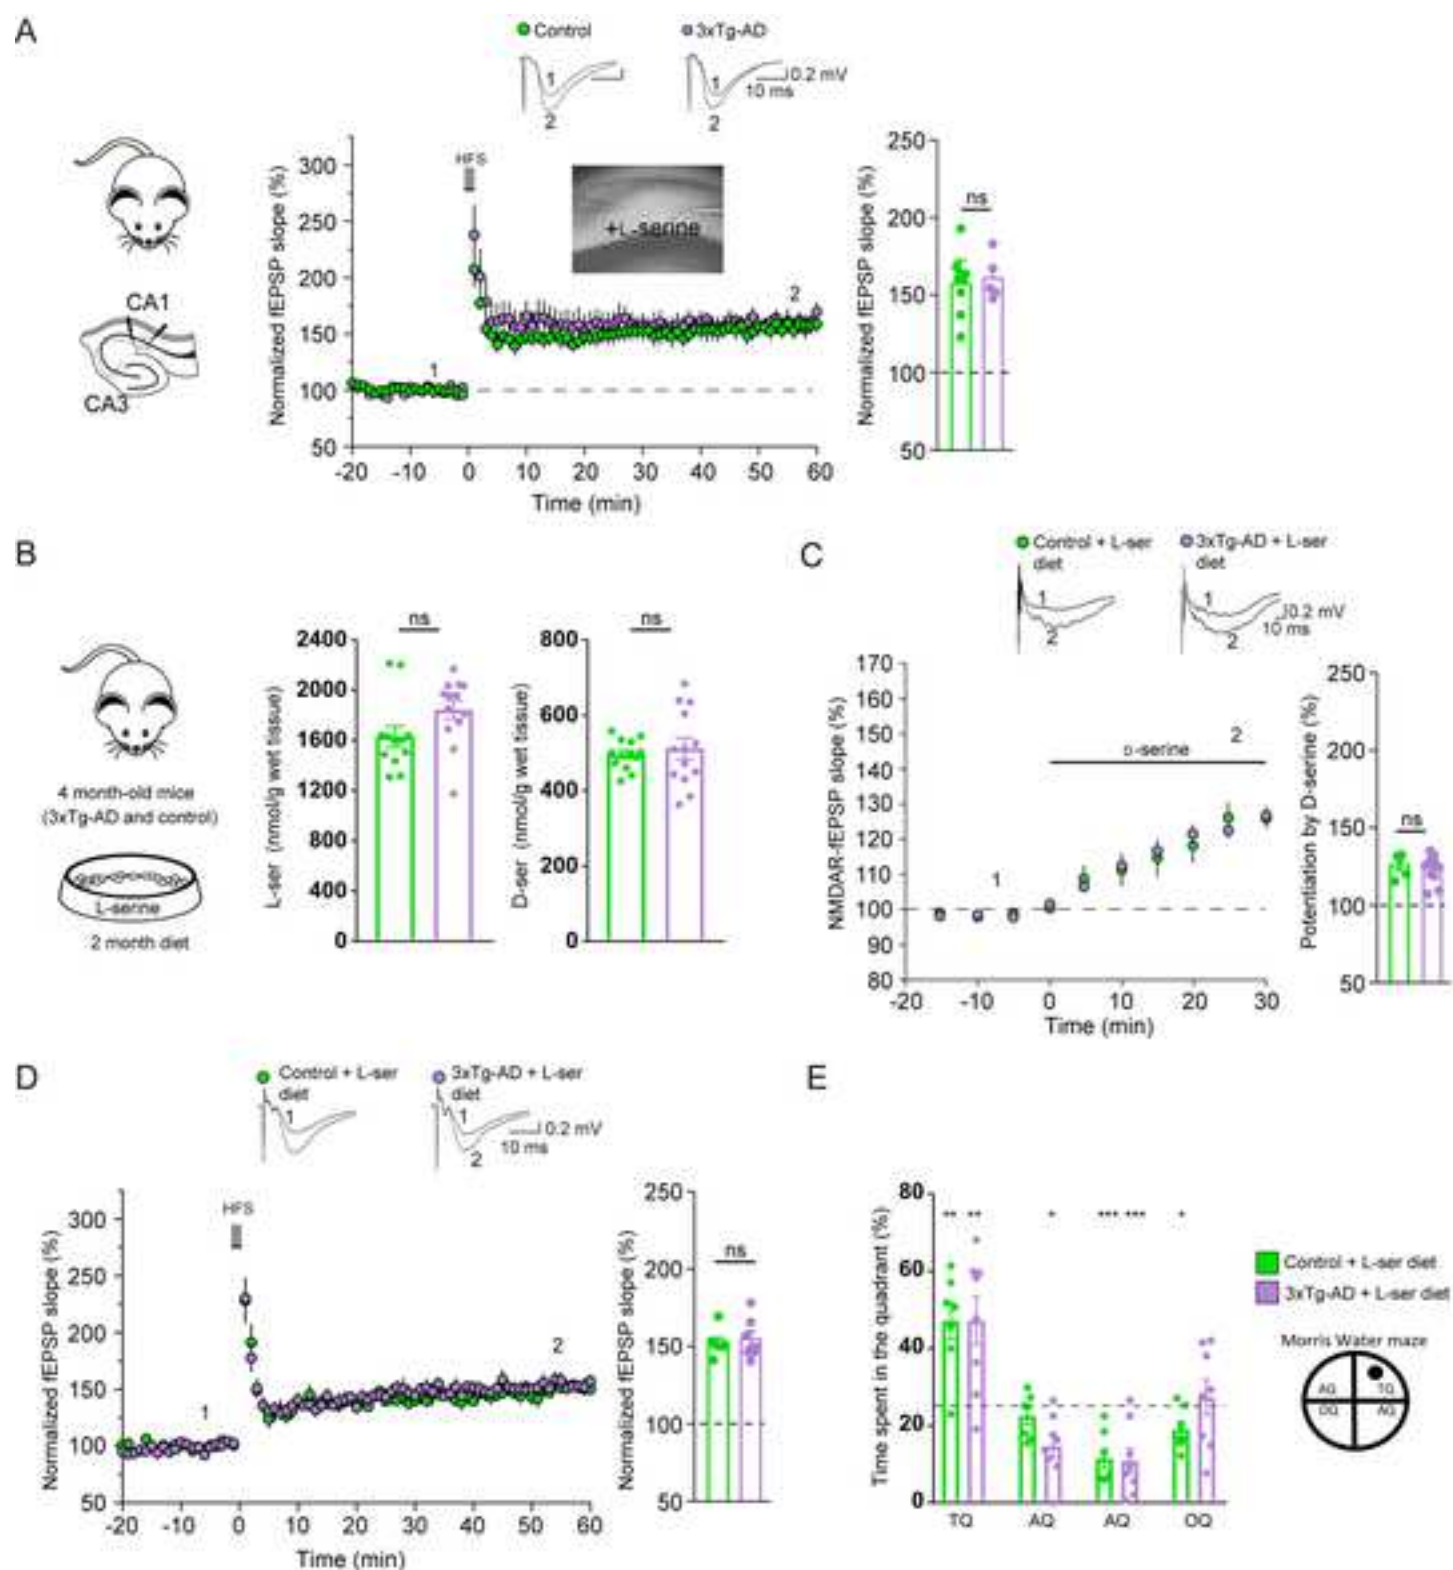 A
Control
3xTg-AD
1
2
1
2
0.2 mV
10 ms
CA1
CA3
Normalized fEPSP slope (%)
300
250
200
150
100
50
HFS
+L-serine
1
2
-20 -10 0 10 20 30 40 50 60
Time (min)
Normalized fEPSP slope (%)
250
200
150
100
50
ns
B
4 month-old mice
(3xTg-AD and control)
L-serine
2 month diet
L-ser (nmol/g wet tissue)
2400
2000
1600
1200
800
400
0
ns
D-ser (nmol/g wet tissue)
800
600
400
200
0
ns
C
Control + L-ser
diet
3xTg-AD + L-ser
diet
1
2
1
2
0.2 mV
10 ms
NMDAR-fEPSP slope (%)
170
160
150
140
130
120
110
100
90
80
1
2
D-serine
-20 -10 0 10 20 30
Time (min)
Potentiation by D-serine (%)
250
200
150
100
50
ns
D
Control + L-ser
diet
3xTg-AD + L-ser
diet
1
1
2
0.2 mV
10 ms
Normalized fEPSP slope (%)
300
250
200
150
100
50
HFS
1
2
-20 -10 0 10 20 30 40 50 60
Time (min)
Normalized fEPSP slope (%)
250
200
150
100
50
ns
E
Time spent in the quadrant (%)
80
60
40
20
0
** ** * *** *** *
TQ AQ AQ OQ
Control + L-ser diet
3xTg-AD + L-ser diet
Morris Water maze
AQ TQ
OQ AQ